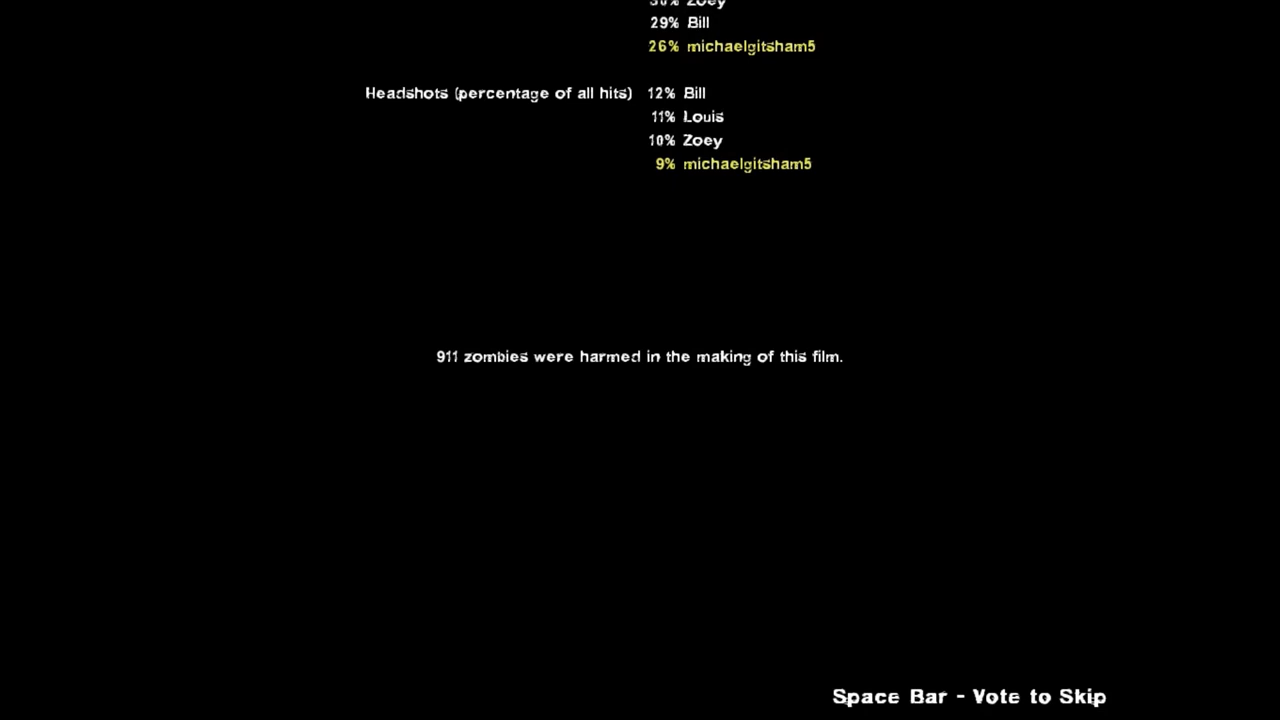 Zoey
29% Bill
26% michaelgitsham5
Headshots (percentage of all hits) 12% Bill
11% Louis
10% Zoey
9% michaelgitsham5
911 zombies were harmed in the making of this film.
Space Bar - Vote to Skip